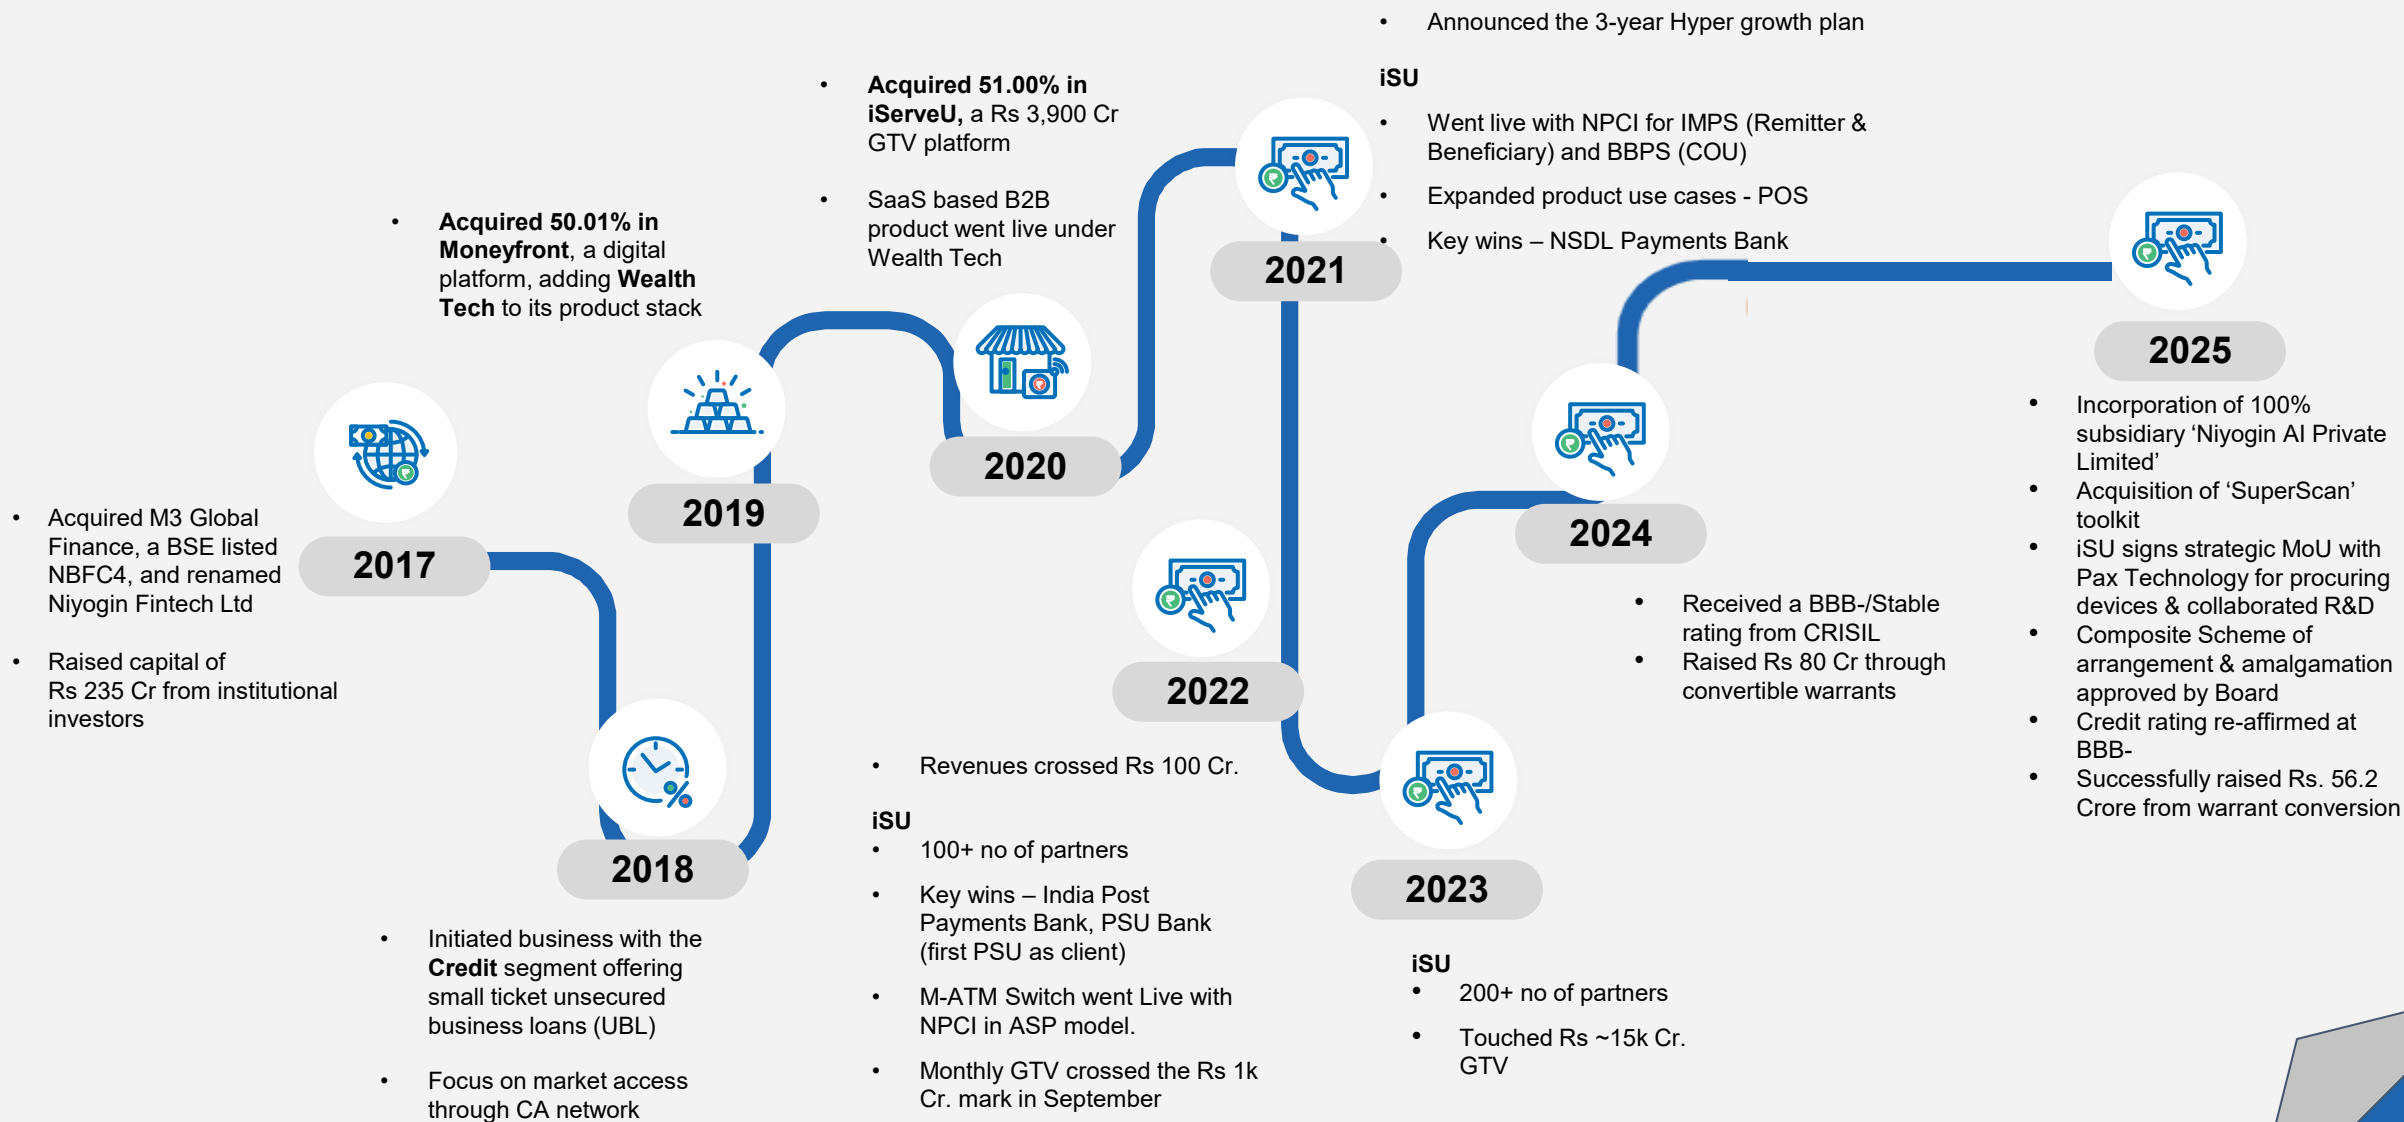 • Acquired M3 Global
Finance, a BSE listed
NBFC4, and renamed
Niyogin Fintech Ltd
• Raised capital of
Rs 235 Cr from institutional
investors
2017
2018
• Initiated business with the
Credit segment offering
small ticket unsecured
business loans (UBL)
• Focus on market access
through CA network
• Acquired 50.01% in
Moneyfront, a digital
platform, adding Wealth
Tech to its product stack
2019
• Acquired 51.00% in
iServeU, a Rs 3,900 Cr
GTV platform
• SaaS based B2B
product went live under
Wealth Tech
2020
2021
• Announced the 3-year Hyper growth plan
iSU
• Went live with NPCI for IMPS (Remitter &
Beneficiary) and BBPS (COU)
• Expanded product use cases - POS
• Key wins – NSDL Payments Bank
2022
• Revenues crossed Rs 100 Cr.
iSU
• 100+ no of partners
• Key wins – India Post
Payments Bank, PSU Bank
(first PSU as client)
• M-ATM Switch went Live with
NPCI in ASP model.
• Monthly GTV crossed the Rs 1k
Cr. mark in September
2023
iSU
• 200+ no of partners
• Touched Rs ~15k Cr.
GTV
2024
• Received a BBB-/Stable
rating from CRISIL
• Raised Rs 80 Cr through
convertible warrants
2025
• Incorporation of 100%
subsidiary ‘Niyogin AI Private
Limited’
• Acquisition of ‘SuperScan’
toolkit
• iSU signs strategic MoU with
Pax Technology for procuring
devices & collaborated R&D
• Composite Scheme of
arrangement & amalgamation
approved by Board
• Credit rating re-affirmed at
BBB-
• Successfully raised Rs. 56.2
Crore from warrant conversion